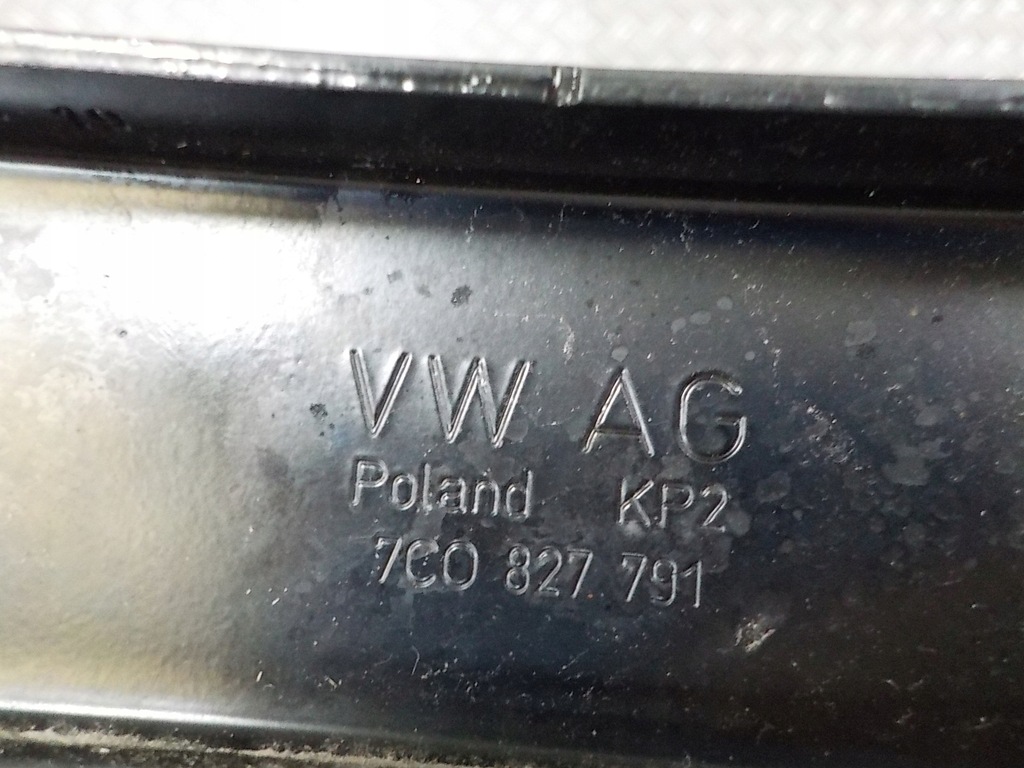 VW AG
Poland KP2
7C0 827 791